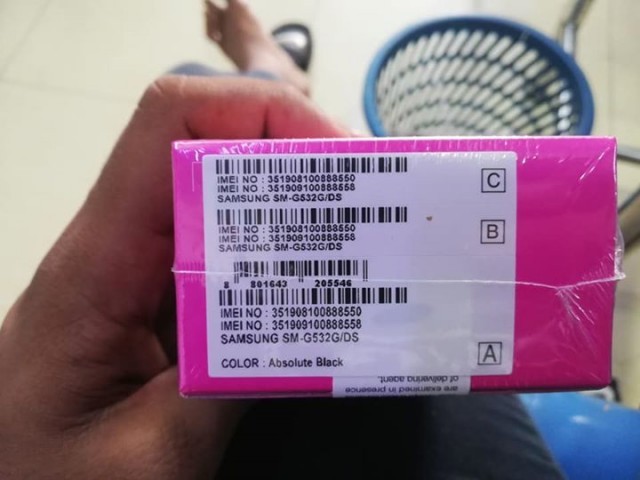 IMEI NO : 351908100888550
IMEI NO : 351909100888558
SAMSUNG SM-G532G/DS
C
IMEI NO : 351908100888550
IMEI NO : 351909100888558
SAMSUNG SM-G532G/DS
B
8 801643 205546
IMEI NO : 351908100888550
IMEI NO : 351909100888558
SAMSUNG SM-G532G/DS
COLOR : Absolute Black
A
are examined in presence
of delivering agent.